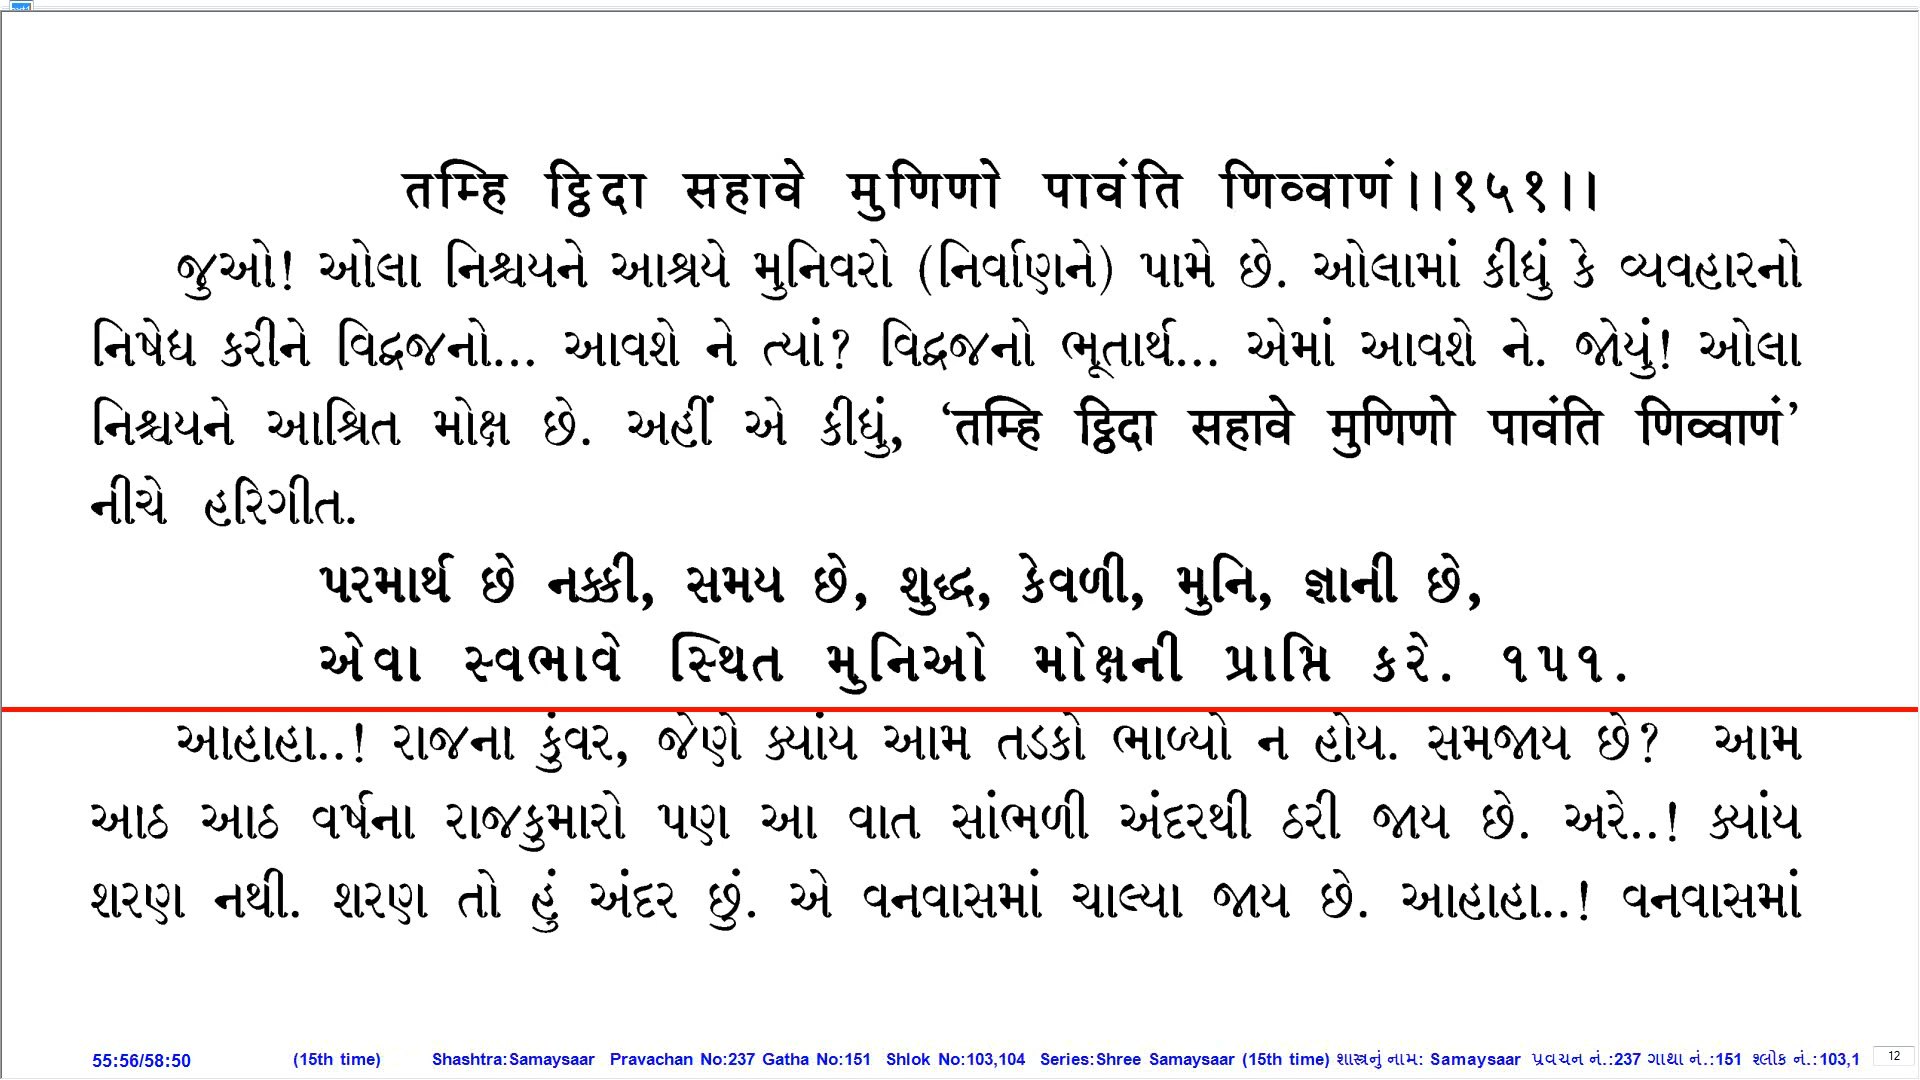 तम्हि ट्ठिदा सहावे मुणिणो पावंति णिव्वाणं।।१५१।।
જુઓ! ઓલા નિશ્ચયને આશ્રયે મુનિવરો (નિર્વાણને) પામે છે. ઓલામાં કીધું કે વ્યવહારનો
નિષેધ કરીને વિદ્વજનો... આવશે ને ત્યાં? વિદ્વજનો ભૂતાર્થ... એમાં આવશે ને. જોયું! ઓલા
નિશ્ચયને આશ્રિત મોક્ષ છે. અહીં એ કીધું, ‘तम्हि ट्ठिदा सहावे मुणिणो पावंति णिव्वाणं’
નીચે હરિગીત.
પરમાર્થ છે નક્કી, સમય છે, શુદ્ધ, કેવળી, મુનિ, જ્ઞાની છે,
એવા સ્વભાવે સ્થિત મુનિઓ મોક્ષની પ્રાપ્તિ કરે. ૧૫૧.
આહાહા..! રાજના કુંવર, જેણે ક્યાંય આમ તડકો ભાળ્યો ન હોય. સમજાય છે? આમ
આઠ આઠ વર્ષના રાજકુમારો પણ આ વાત સાંભળી અંદરથી ઠરી જાય છે. અરે..! ક્યાંય
શરણ નથી. શરણ તો હું અંદર છું. એ વનવાસમાં ચાલ્યા જાય છે. આહાહા..! વનવાસમાં
55:56/58:50 (15th time) Shashtra:Samaysaar Pravachan No:237 Gatha No:151 Shlok No:103,104 Series:Shree Samaysaar (15th time) શાસ્ત્રનું નામ: Samaysaar પ્રવચન નં.:237 ગાથા નં.:151 શ્લોક નં.:103,1 12